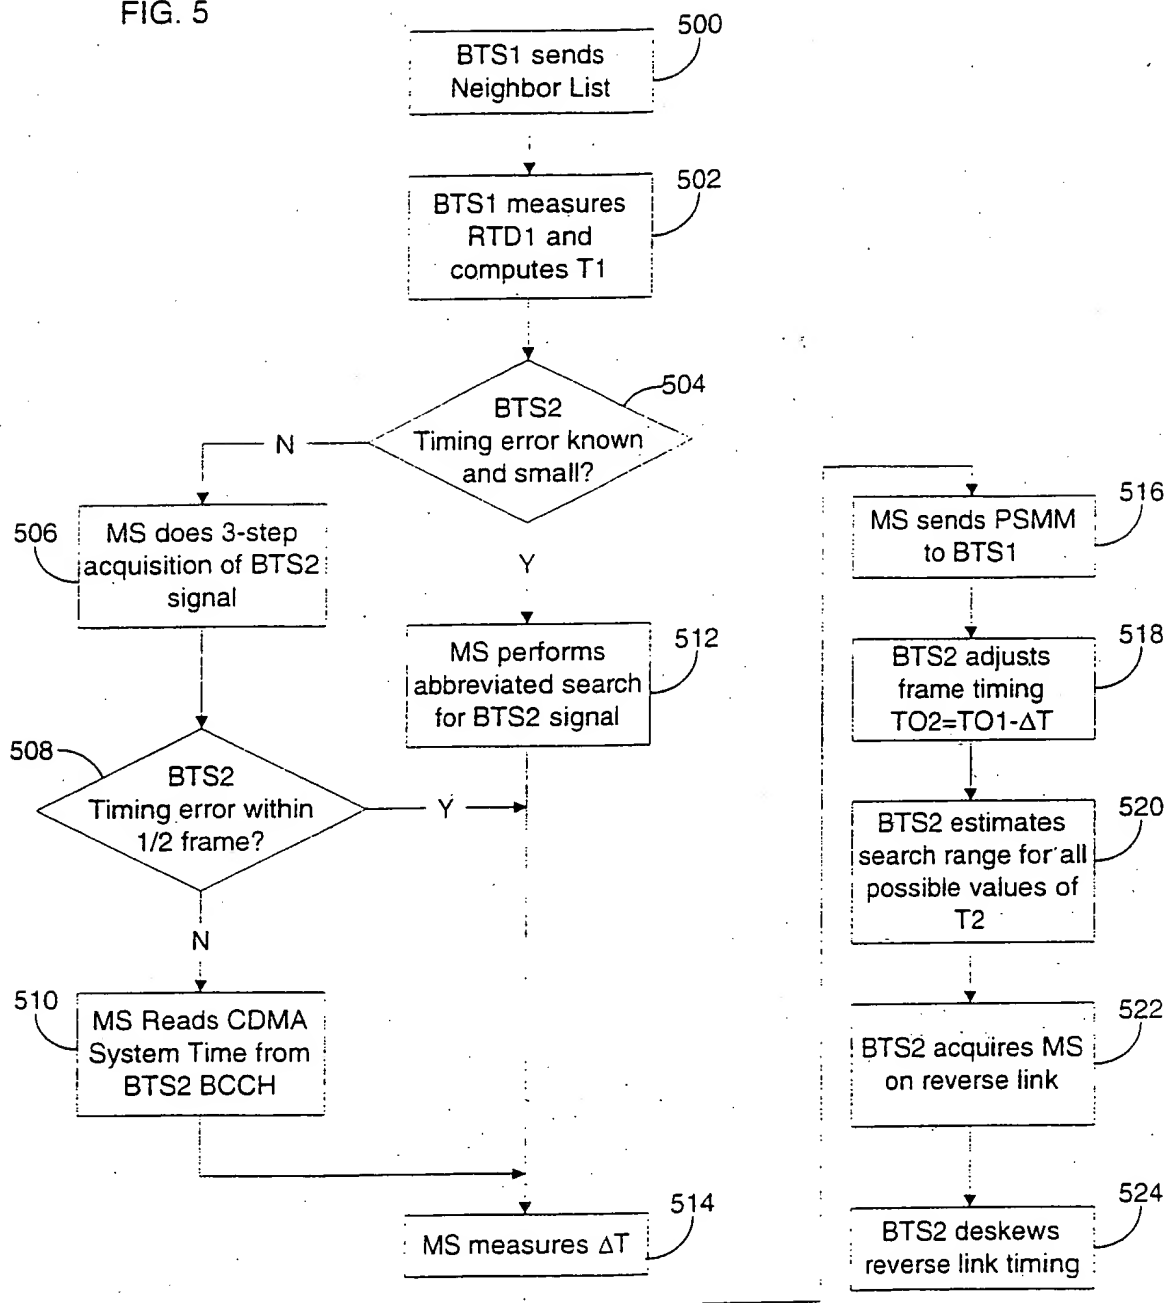 FIG. 5
500
BTS1 sends
Neighbor List
502
BTS1 measures
RTD1 and
computes T1
504
BTS2
Timing error known
and small?
N
Y
506
MS does 3-step
acquisition of BTS2
signal
512
MS performs
abbreviated search
for BTS2 signal
508
BTS2
Timing error within
1/2 frame?
Y
N
510
MS Reads CDMA
System Time from
BTS2 BCCH
514
MS measures ΔT
516
MS sends PSMM
to BTS1
518
BTS2 adjusts
frame timing
TO2=TO1-ΔT
520
BTS2 estimates
search range for all
possible values of
T2
522
BTS2 acquires MS
on reverse link
524
BTS2 deskews
reverse link timing